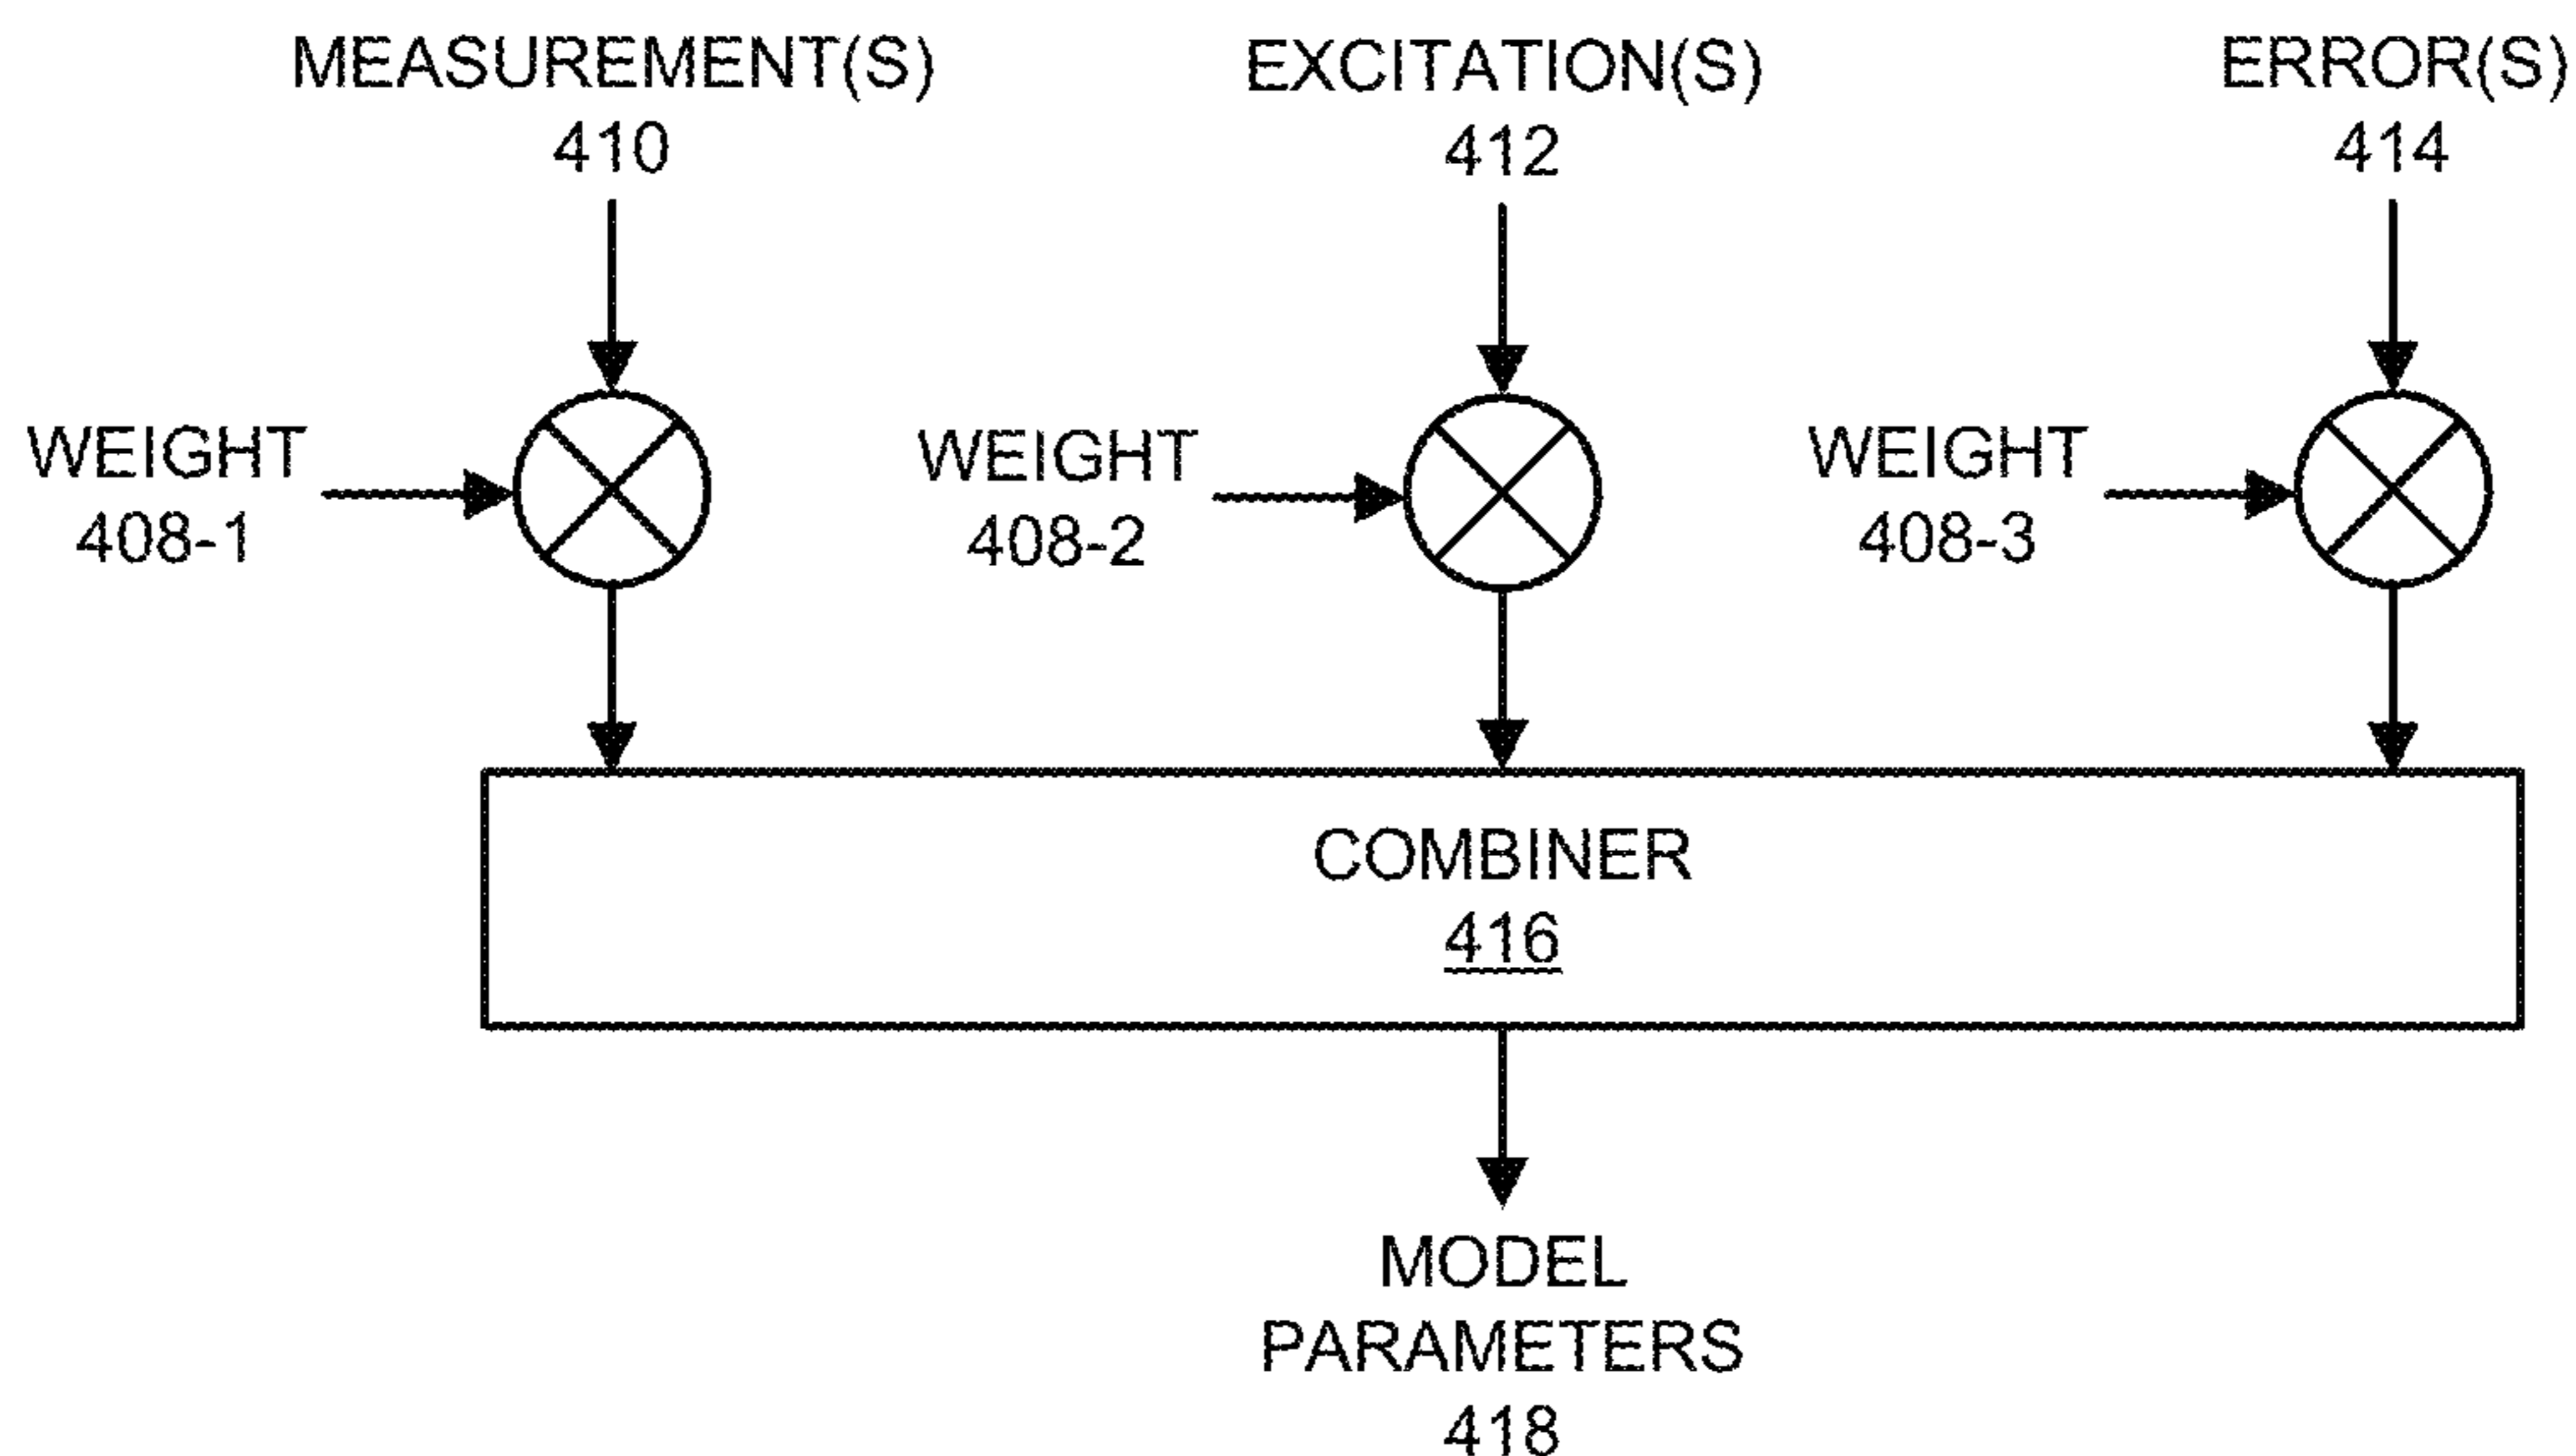 MEASUREMENT(S)
410
EXCITATION(S)
412
ERROR(S)
414
WEIGHT
408-1
WEIGHT
408-2
WEIGHT
408-3
COMBINER
416
MODEL
PARAMETERS
418